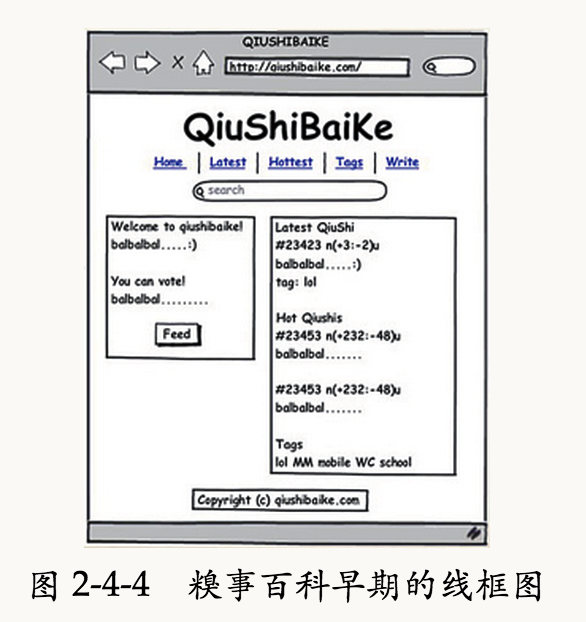 QIUSHIBAIKE
http://qiushibaike.com/
QiuShiBaiKe
Home | Latest | Hottest | Tags | Write
search
Welcome to qiushibaike!
balbalbal.....:)
You can vote!
balbalbal.........
Feed
Latest QiuShi
#23423 n(+3:-2)u
balbalbal.....:)
tag: lol
Hot Qiushis
#23453 n(+232:-48)u
balbalbal.......
#23453 n(+232:-48)u
balbalbal.......
Tags
lol MM mobile WC school
Copyright (c) qiushibaike.com
图 2-4-4 糗事百科早期的线框图